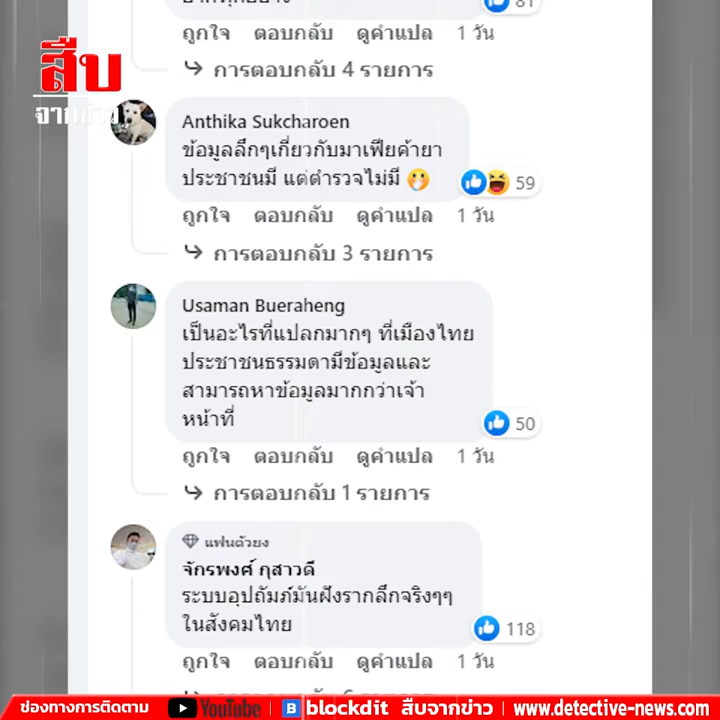 81
ถูกใจ ตอบกลับ ดูคำแปล 1 วัน
การตอบกลับ 4 รายการ
สืบ
จากข่าว
Anthika Sukcharoen
ข้อมูลลึกๆเกี่ยวกับมาเฟียค้ายา
ประชาชนมี แต่ตำรวจไม่มี
59
ถูกใจ ตอบกลับ ดูคำแปล 1 วัน
การตอบกลับ 3 รายการ
Usaman Bueraheng
เป็นอะไรที่แปลกมากๆ ที่เมืองไทย
ประชาชนธรรมดามีข้อมูลและ
สามารถหาข้อมูลมากกว่าเจ้า
หน้าที่
50
ถูกใจ ตอบกลับ ดูคำแปล 1 วัน
การตอบกลับ 1 รายการ
แฟนตัวยง
จักรพงศ์ กุสาวดี
ระบบอุปถัมภ์มันฝังรากลึกจริงๆๆ
ในสังคมไทย
118
ถูกใจ ตอบกลับ ดูคำแปล 1 วัน
ช่องทางการติดตาม YouTube B blockdit สืบจากข่าว www.detective-news.com